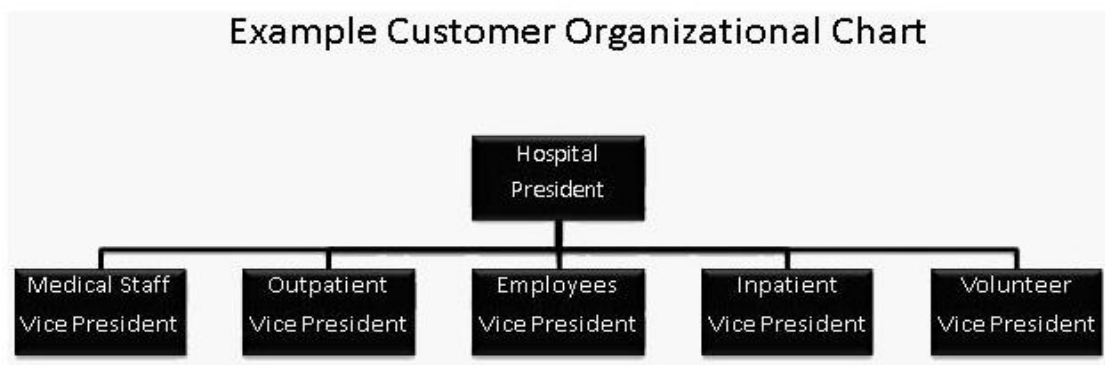 Example Customer Organizational Chart
Hospital
President
Medical Staff
Vice President
Outpatient
Vice President
Employees
Vice President
Inpatient
Vice President
Volunteer
Vice President